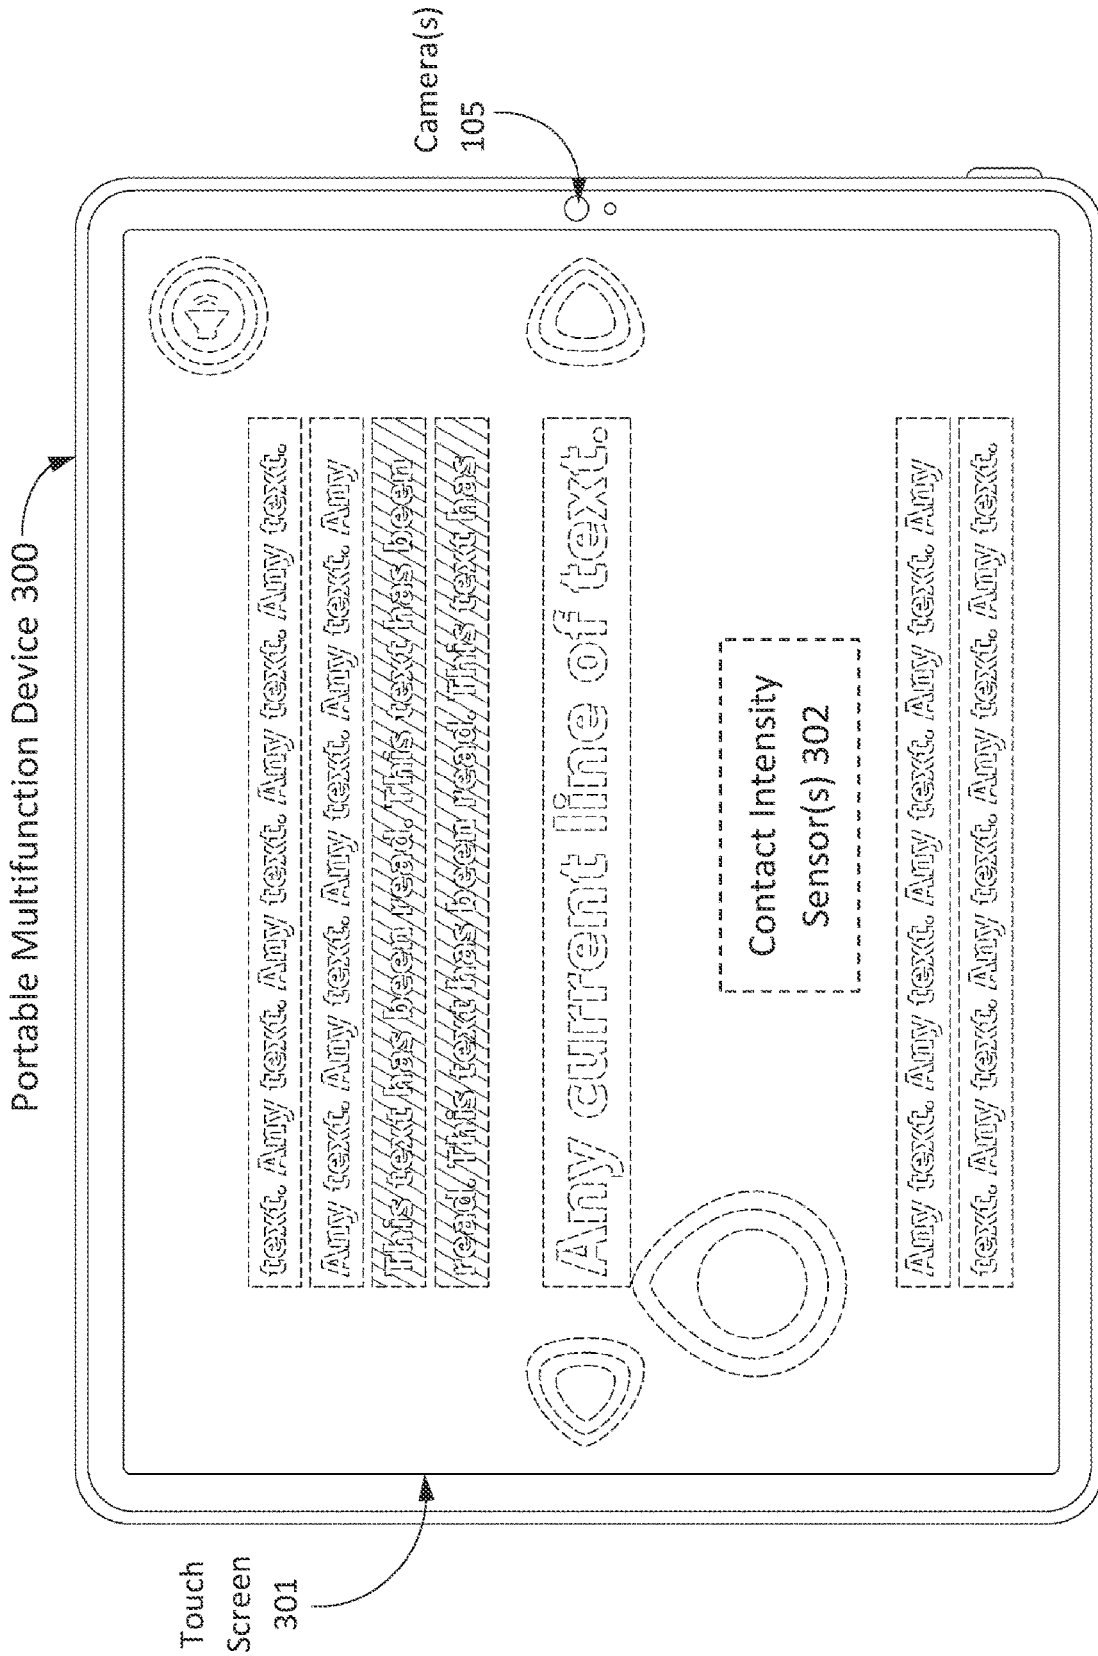 Portable Multifunction Device 300
Camera(s)
105
text. Any text. Any text. Any text. Any text.
Any text. Any text. Any text. Any text. Any
This text has been read. This text has been
read. This text has been read. This text has
Any current line of text.
Contact Intensity
Sensor(s) 302
Any text. Any text. Any text. Any text. Any
text. Any text. Any text. Any text. Any text.
Touch
Screen
301